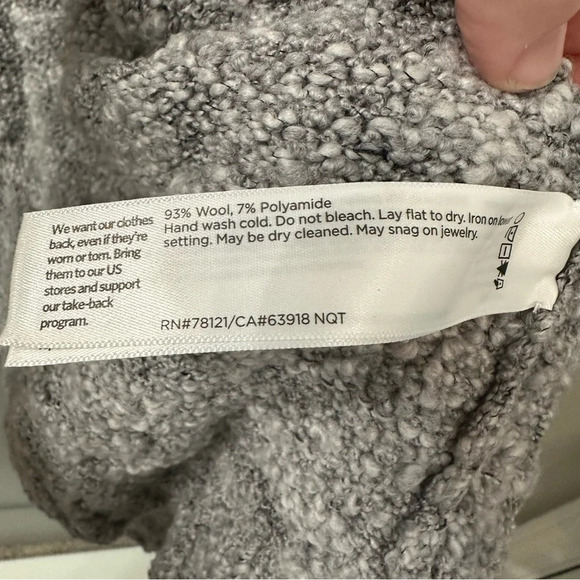 We want our clothes
back, even if they're
worn or torn. Bring
them to our US
stores and support
our take-back
program.
93% Wool, 7% Polyamide
Hand wash cold. Do not bleach. Lay flat to dry. Iron on low
setting. May be dry cleaned. May snag on jewelry.
RN#78121/CA#63918 NQT